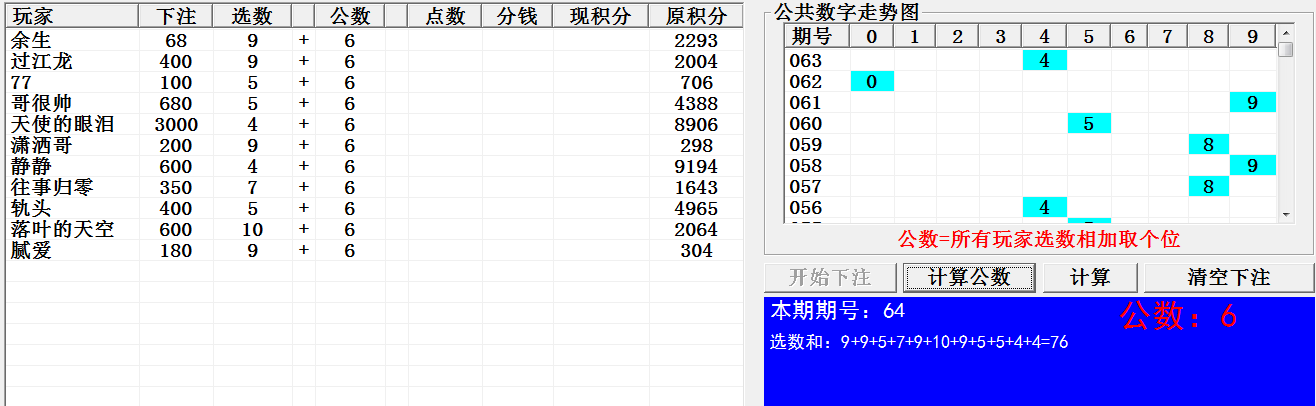 玩家 下注 选数 公数 点数 分钱 现积分 原积分
余生 68 9 + 6 2293
过江龙 400 9 + 6 2004
77 100 5 + 6 706
哥很帅 680 5 + 6 4388
天使的眼泪 3000 4 + 6 8906
潇洒哥 200 9 + 6 298
静静 600 4 + 6 9194
往事归零 350 7 + 6 1643
轨头 400 5 + 6 4965
落叶的天空 600 10 + 6 2064
腻爱 180 9 + 6 304
公共数字走势图
期号 0 1 2 3 4 5 6 7 8 9
063 4
062 0
061 9
060 5
059 8
058 9
057 8
056 4
公数=所有玩家选数相加取个位
开始下注 计算公数 计算 清空下注
本期期号：64 公数：6
选数和：9+9+5+7+9+10+9+5+5+4+4=76